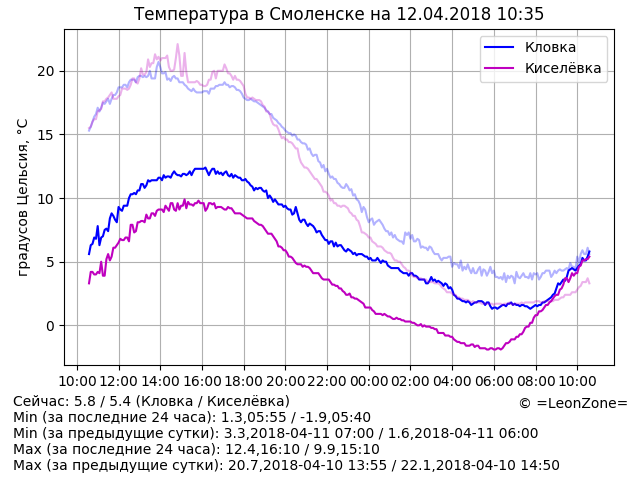 Температура в Смоленске на 12.04.2018 10:35
градусов Цельсия, °C
20
15
10
5
0
Кловка
Киселёвка
10:00 12:00 14:00 16:00 18:00 20:00 22:00 00:00 02:00 04:00 06:00 08:00 10:00
Сейчас: 5.8 / 5.4 (Кловка / Киселёвка)
© =LeonZone=
Min (за последние 24 часа): 1.3,05:55 / -1.9,05:40
Min (за предыдущие сутки): 3.3,2018-04-11 07:00 / 1.6,2018-04-11 06:00
Max (за последние 24 часа): 12.4,16:10 / 9.9,15:10
Max (за предыдущие сутки): 20.7,2018-04-10 13:55 / 22.1,2018-04-10 14:50